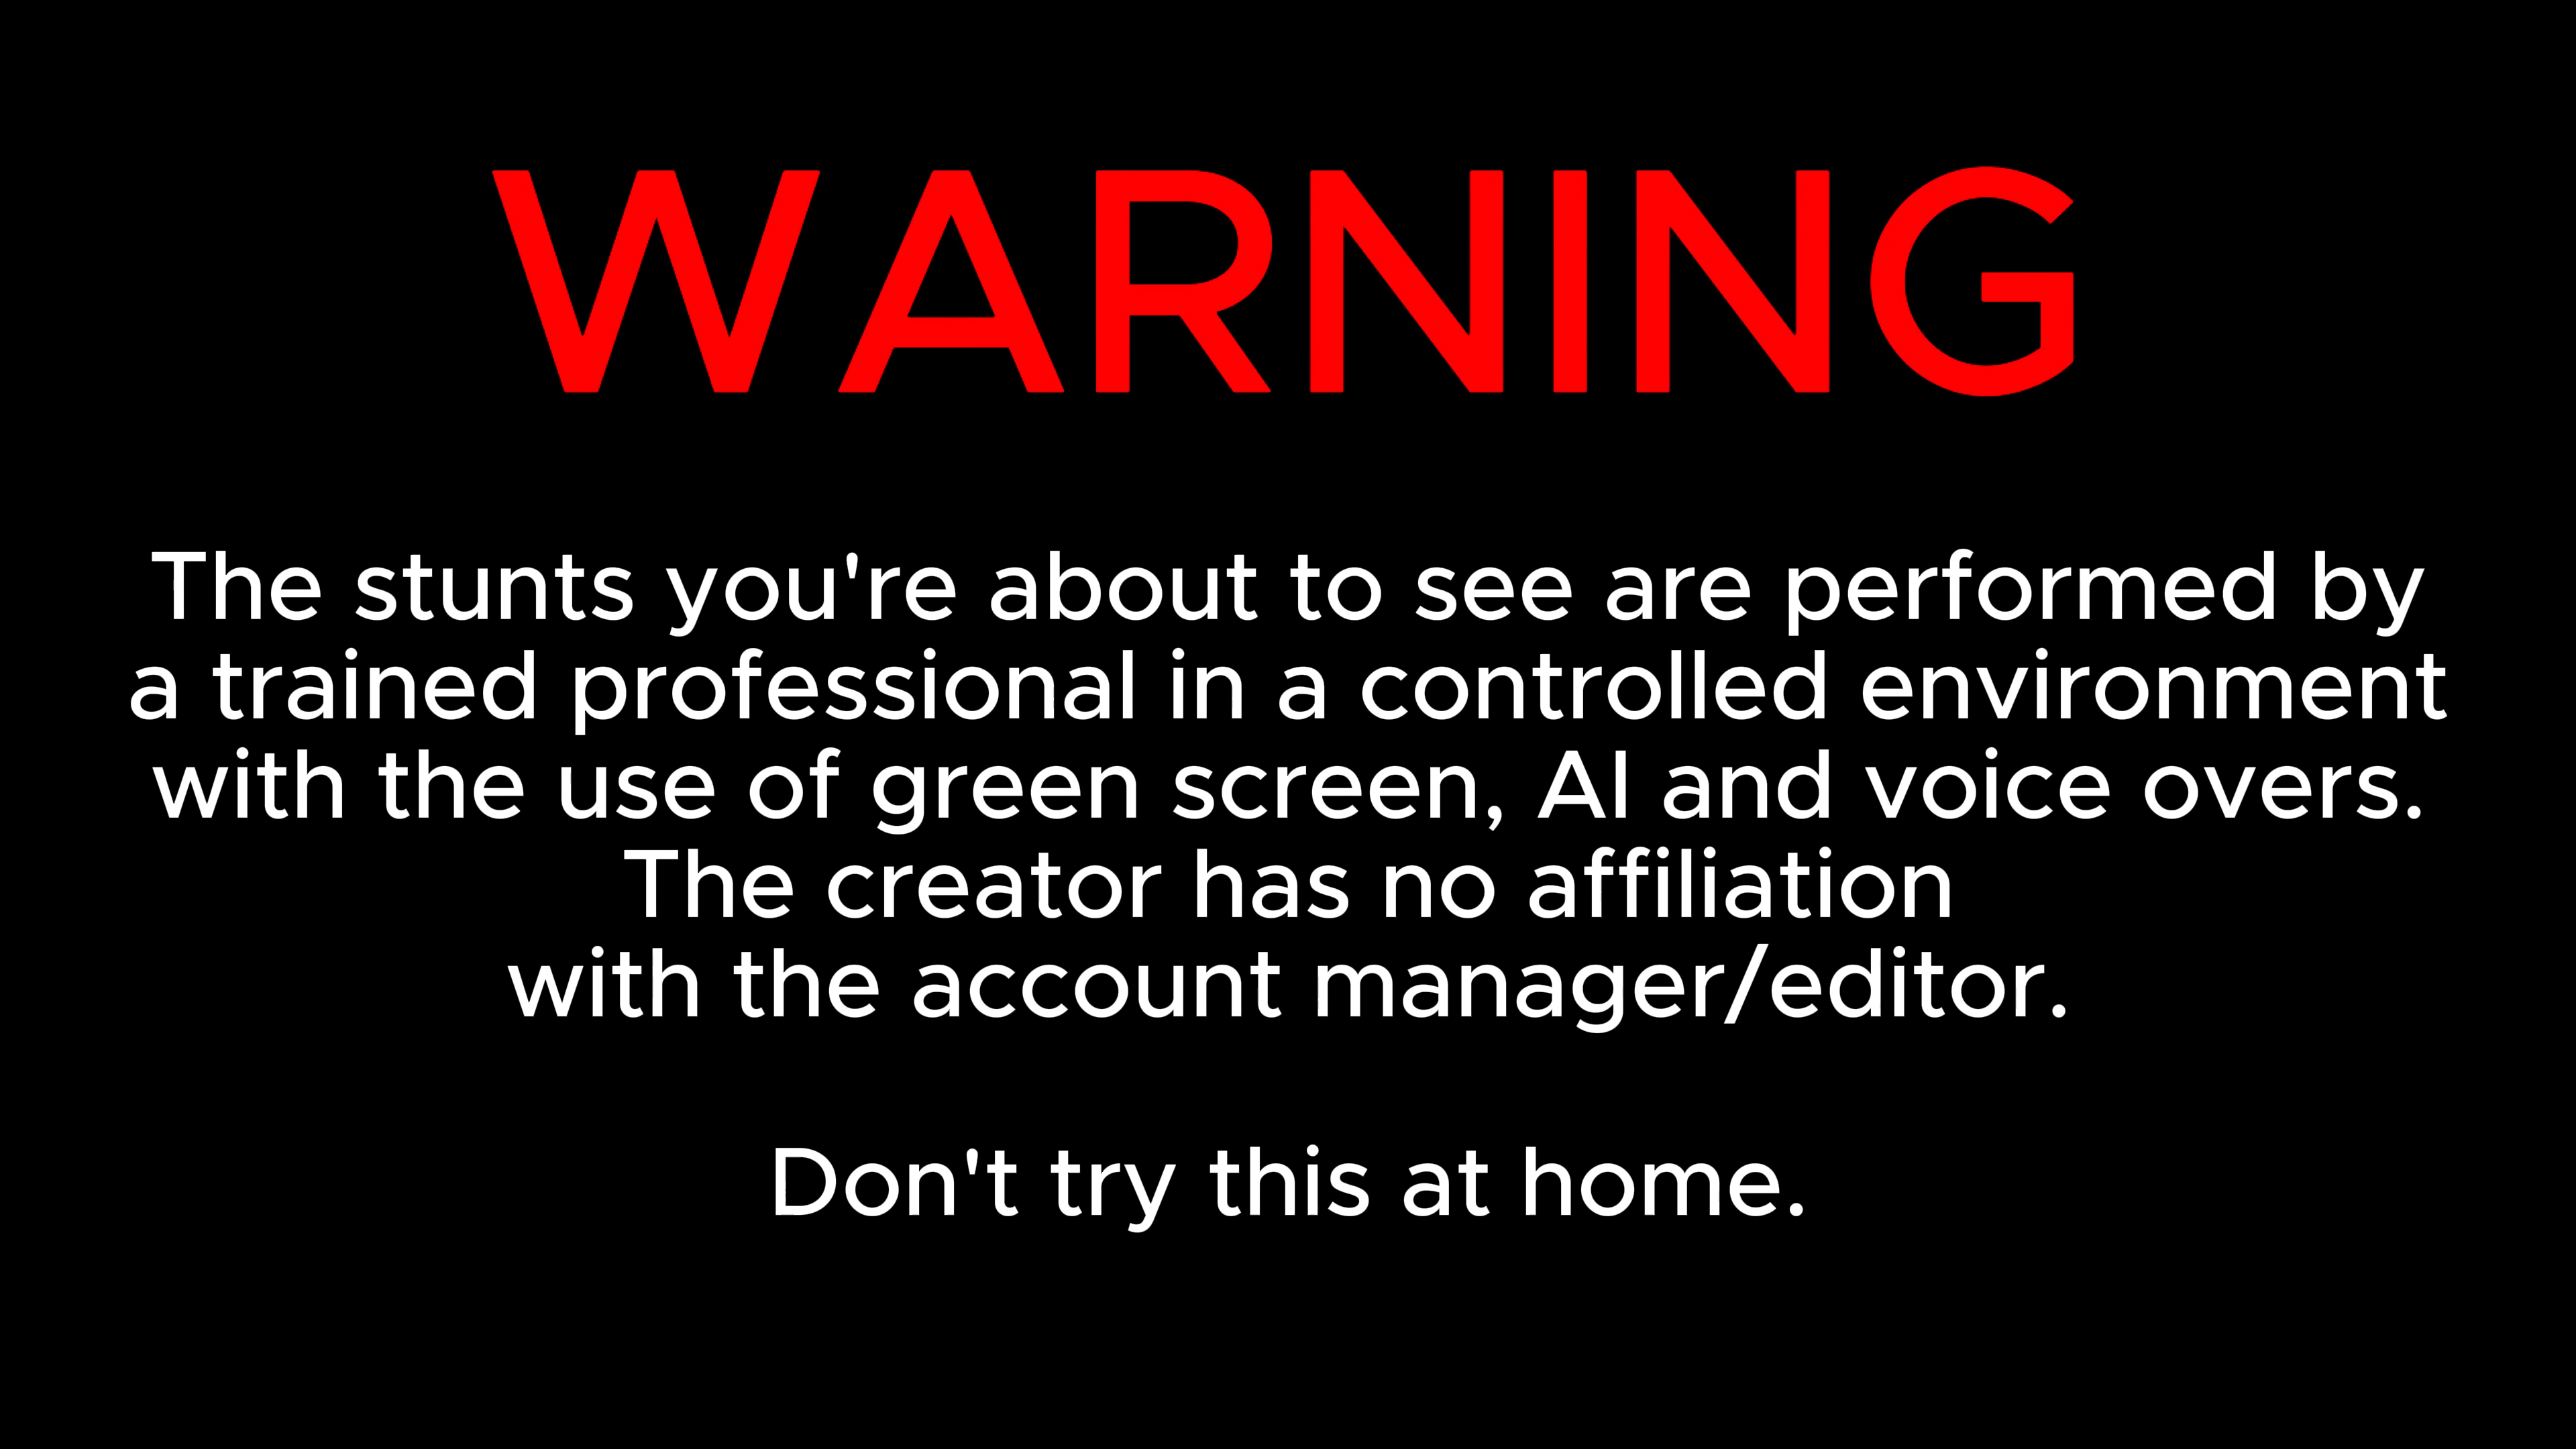 WARNING
The stunts you're about to see are performed by
a trained professional in a controlled environment
with the use of green screen, AI and voice overs.
The creator has no affiliation
with the account manager/editor.
Don't try this at home.